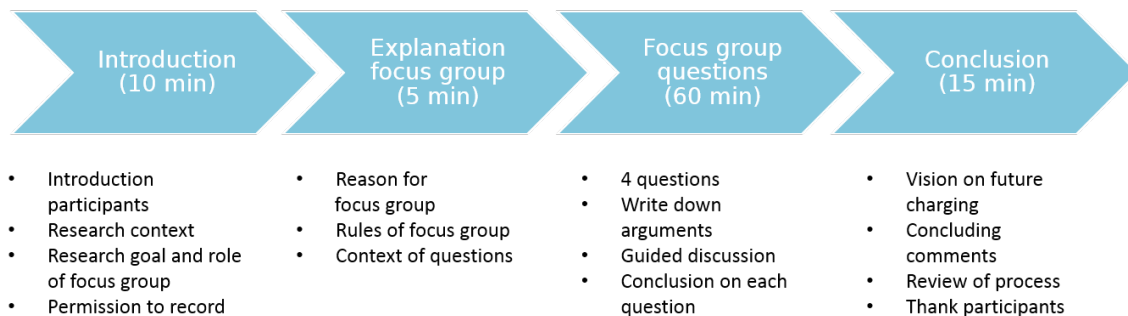 Introduction
(10 min)
Explanation
focus group
(5 min)
Focus group
questions
(60 min)
Conclusion
(15 min)
• Introduction
participants
• Research context
• Research goal and role
of focus group
• Permission to record
• Reason for
focus group
• Rules of focus group
• Context of questions
• 4 questions
• Write down
arguments
• Guided discussion
• Conclusion on each
question
• Vision on future
charging
• Concluding
comments
• Review of process
• Thank participants